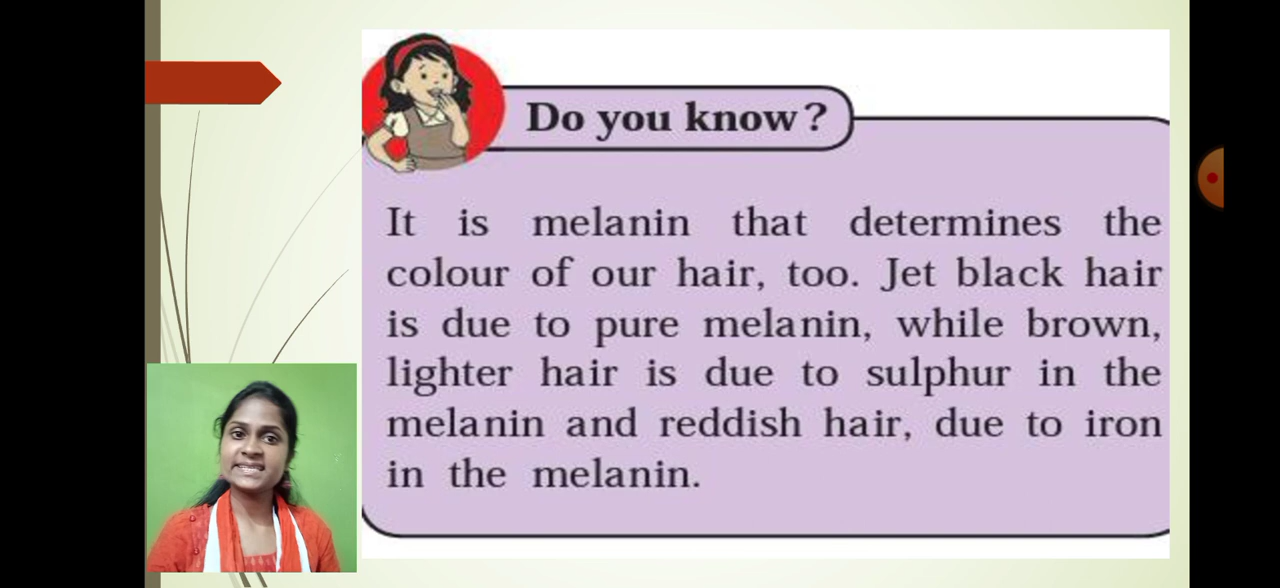 Do you know?
It is melanin that determines the
colour of our hair, too. Jet black hair
is due to pure melanin, while brown,
lighter hair is due to sulphur in the
melanin and reddish hair, due to iron
in the melanin.